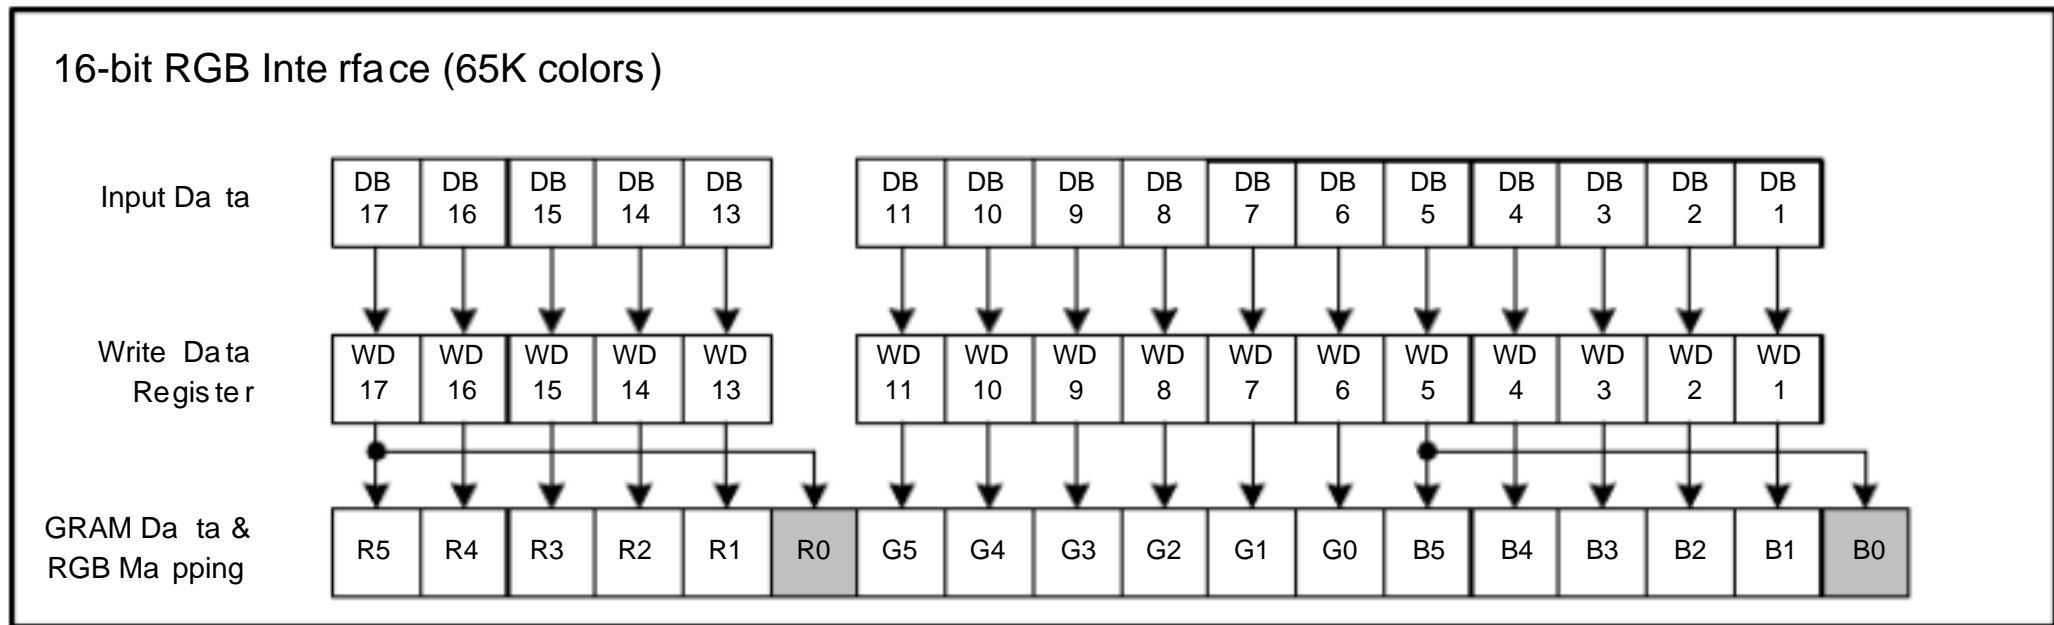 16-bit RGB Interface (65K colors)
Input Data
DB DB DB DB DB DB DB DB DB DB DB DB DB DB DB DB
17 16 15 14 13 11 10 9 8 7 6 5 4 3 2 1
Write Data
Register
WD WD WD WD WD WD WD WD WD WD WD WD WD WD WD WD
17 16 15 14 13 11 10 9 8 7 6 5 4 3 2 1
GRAM Data &
RGB Mapping
R5 R4 R3 R2 R1 R0 G5 G4 G3 G2 G1 G0 B5 B4 B3 B2 B1 B0